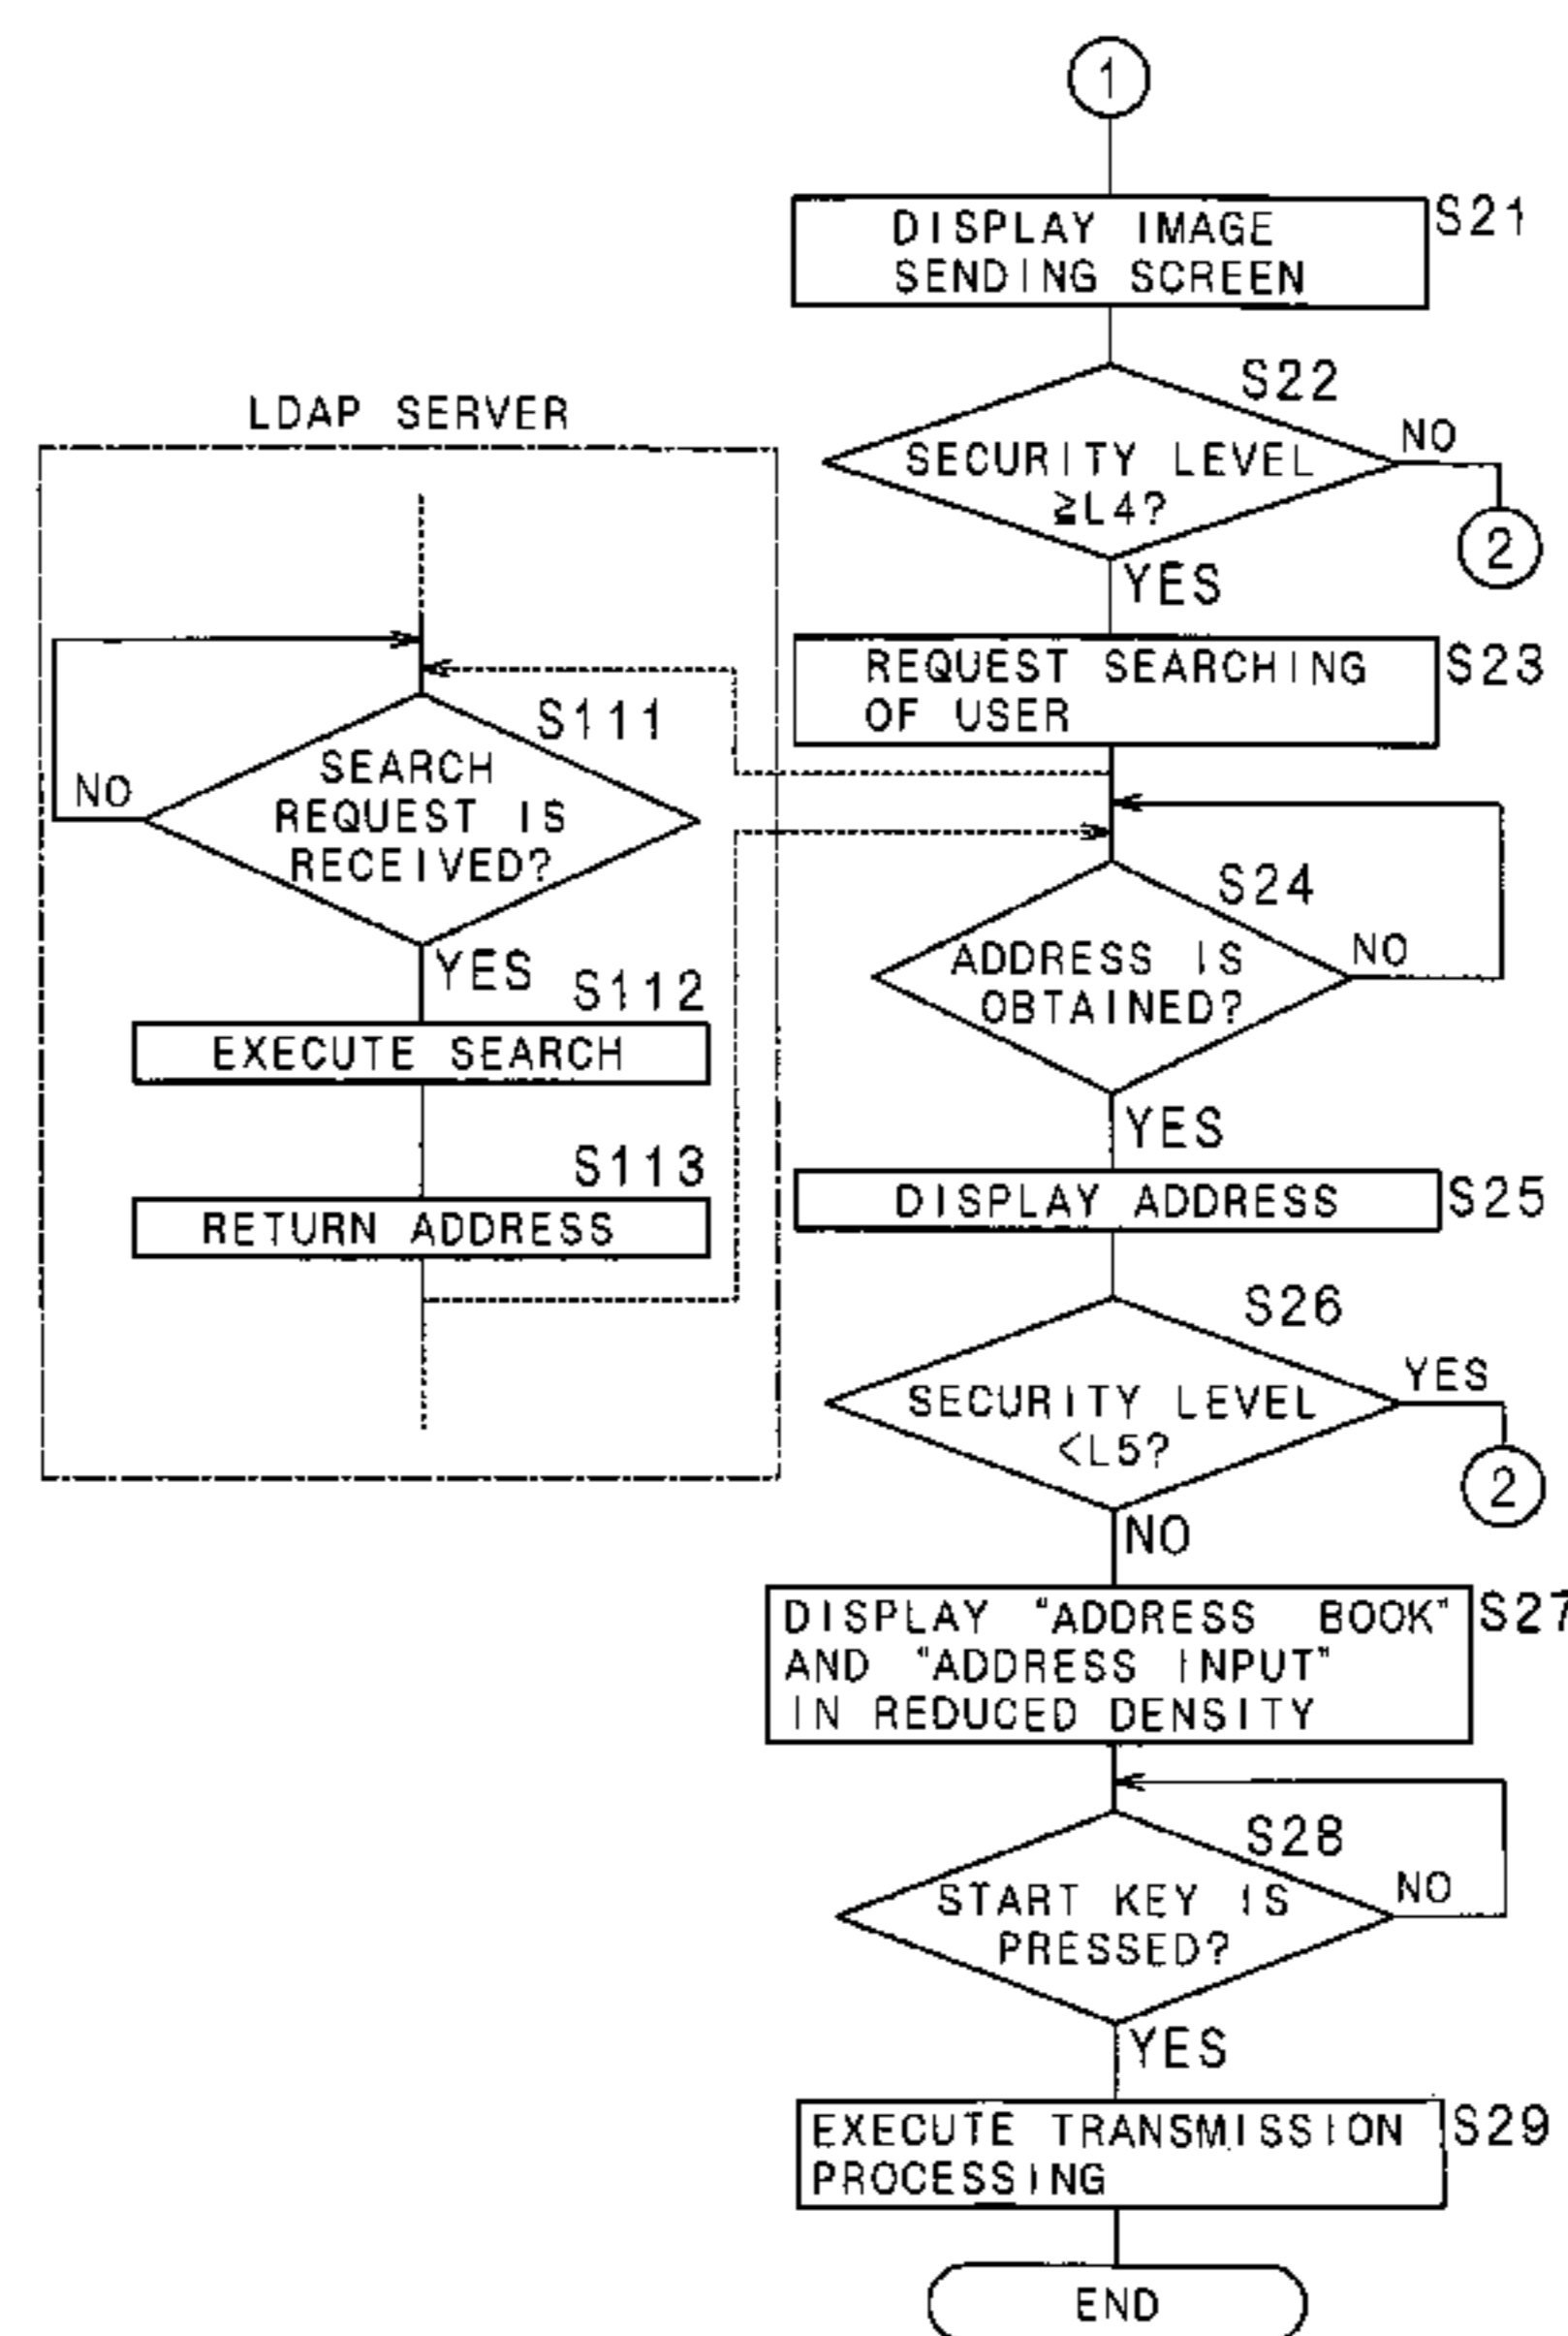 1
DISPLAY IMAGE
SENDING SCREEN
S21
S22
SECURITY LEVEL
≧L4?
NO
2
YES
REQUEST SEARCHING
OF USER
S23
LDAP SERVER
S111
SEARCH
REQUEST IS
RECEIVED?
NO
YES
S112
EXECUTE SEARCH
S113
RETURN ADDRESS
S24
ADDRESS IS
OBTAINED?
NO
YES
DISPLAY ADDRESS
S25
S26
SECURITY LEVEL
<L5?
YES
2
NO
DISPLAY "ADDRESS BOOK"
AND "ADDRESS INPUT"
IN REDUCED DENSITY
S27
S28
START KEY IS
PRESSED?
NO
YES
EXECUTE TRANSMISSION
PROCESSING
S29
END